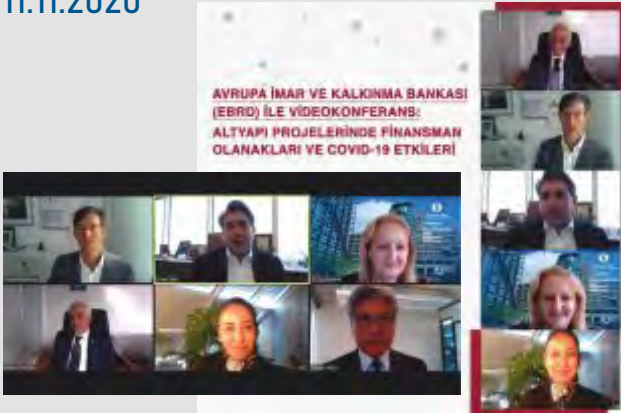 11.11.2020
AVRUPA İMAR VE KALKINMA BANKASI
(EBRD) İLE VİDEOKONFERANS:
ALTYAPI PROJELERİNDE FİNANSMAN
OLANAKLARI VE COVID-19 ETKİLERİ